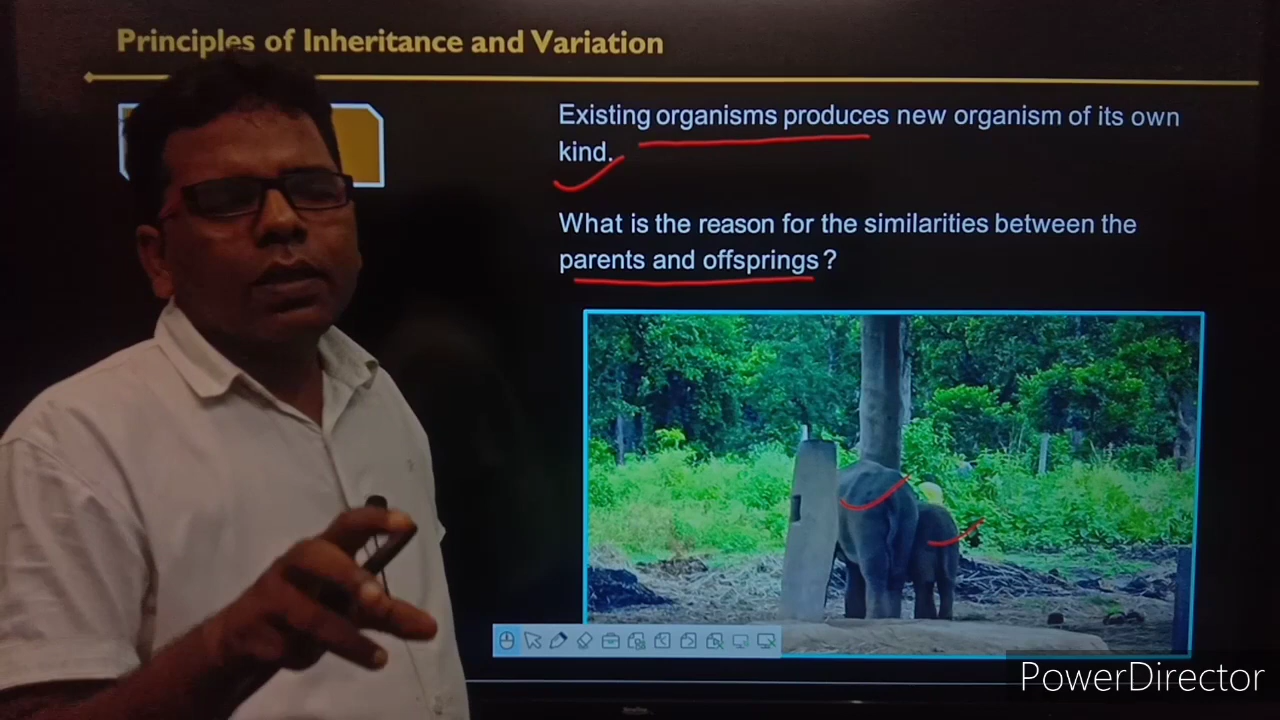 Principles of Inheritance and Variation
Existing organisms produces new organism of its own
kind.
What is the reason for the similarities between the
parents and offsprings ?
PowerDirector